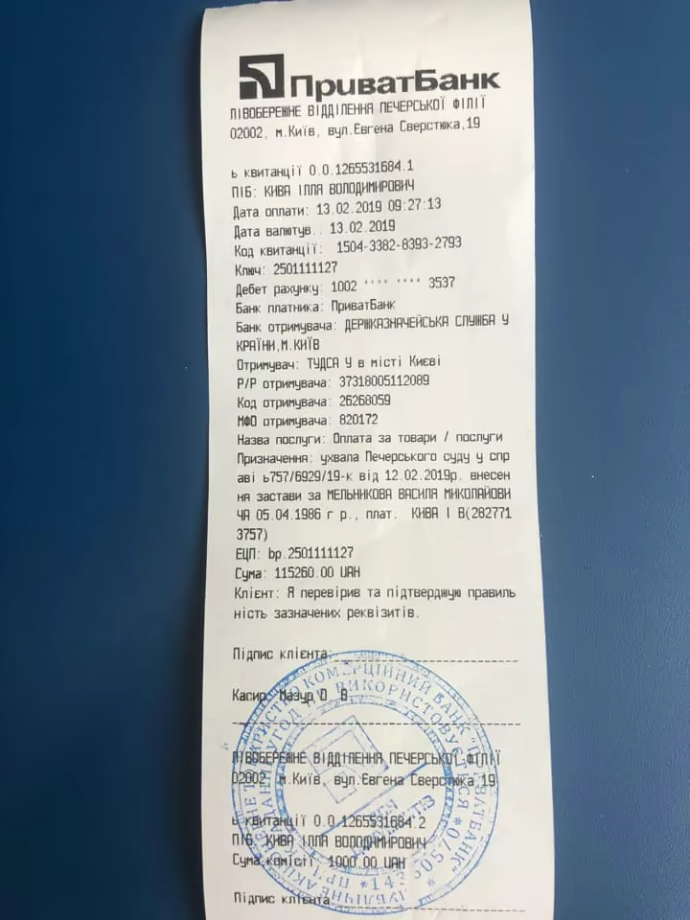 ПриватБанк
ЛІВОБЕРЕЖНЕ ВІДДІЛЕННЯ ПЕЧЕРСЬКОЇ ФІЛІЇ
02002, м.Київ, вул.Евгена Сверстюка,19
ь квитанції 0.0.1265531684.1
ПІБ: КИВА ІЛЛЯ ВОЛОДИМИРОВИЧ
Дата оплати: 13.02.2019 09:27:13
Дата валютув.. 13.02.2019
Код квитанції: 1504-3382-8393-2793
Ключ: 2501111127
Дебет рахунку: 1002 **** **** 3537
Банк платника: ПриватБанк
Банк отримувача: ДЕРЖКАЗНАЧЕЙСЬКА СЛУЖБА У
КРАЇНИ,М.КИЇВ
Отримувач: ТУДСА У в місті Києві
Р/Р отримувача: 37318005112089
Код отримувача: 26268059
МФО отримувача: 820172
Назва послуги: Оплата за товари / послуги
Призначення: ухвала Печерського суду у спр
аві ь757/6929/19-к від 12.02.2019р. внесен
ня застави за МЕЛЬНИКОВА ВАСИЛЯ МИКОЛАЙОВИ
ЧА 05.04.1986 г р., плат. КИВА І В(282771
3757)
ЕЦП: bp.2501111127
Сума: 115260.00 UAH
Клієнт: Я перевірив та підтверджую правиль
ність зазначених реквізитів.
Підпис клієнта:
Касир: Мазур О В
ЛІВОБЕРЕЖНЕ ВІДДІЛЕННЯ ПЕЧЕРСЬКОЇ ФІЛІЇ
02002, м.Київ, вул.Евгена Сверстюка,19
ь квитанції 0.0.1265531684.2
ПІБ: КИВА ІЛЛЯ ВОЛОДИМИРОВИЧ
Сума комісії: 1000.00 UAH
Підпис клієнта:
КОМЕРЦІЙНИЙ БАНК "ПРИВАТБАНК"
УГОД НЕ ВИКОРИСТОВУЄТЬСЯ